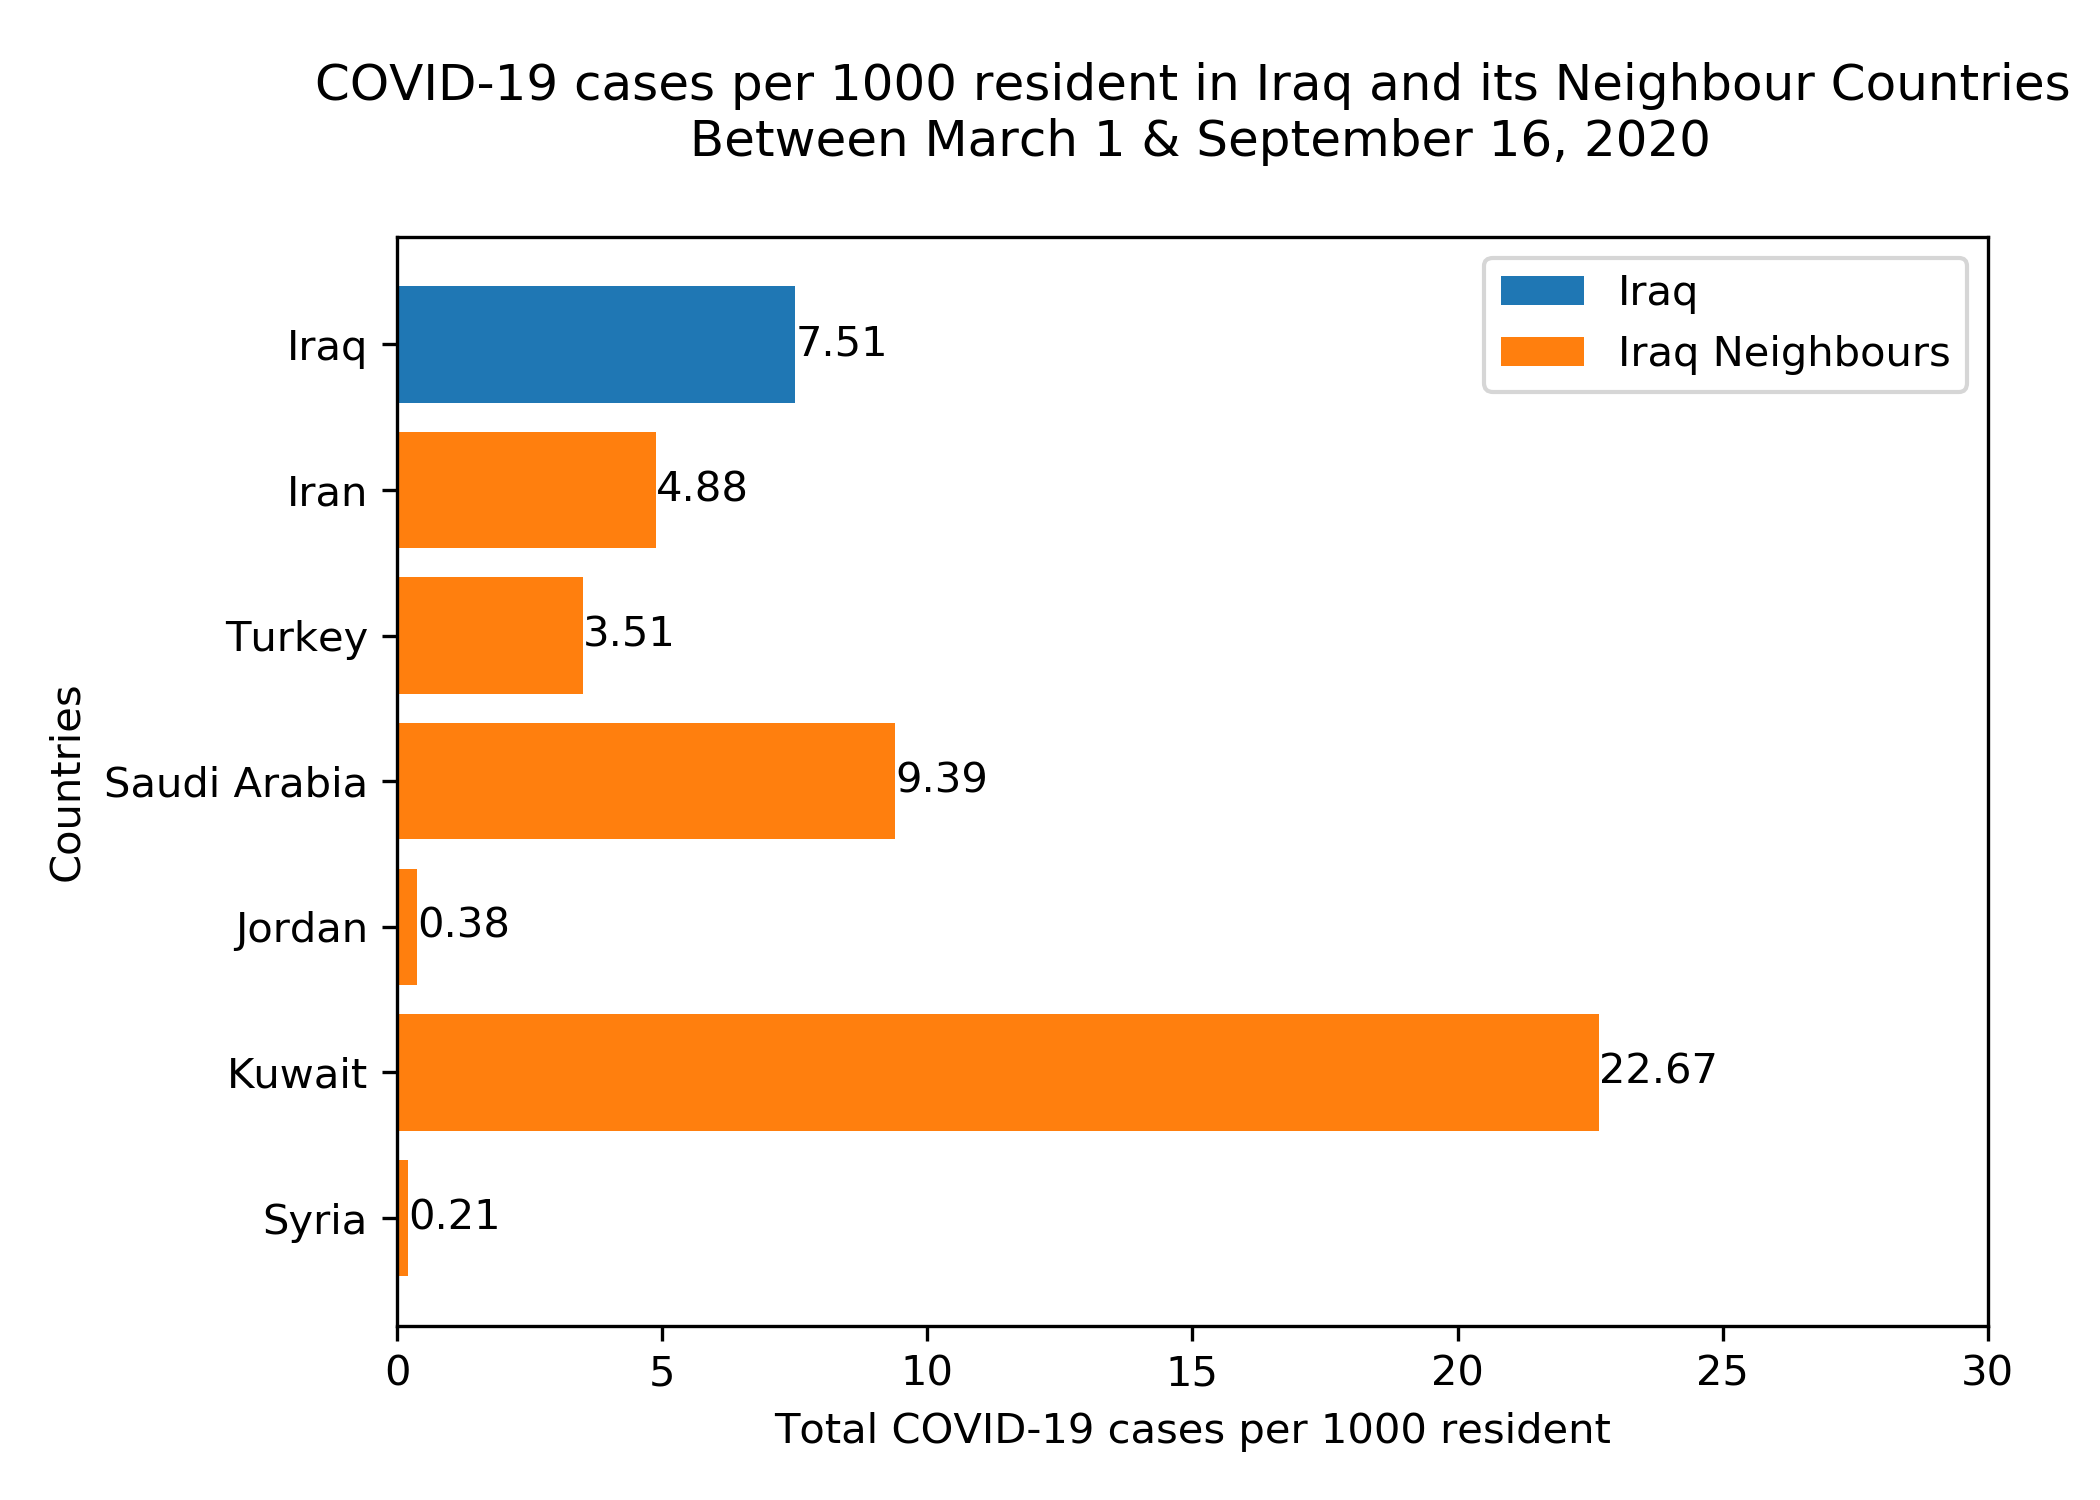 COVID-19 cases per 1000 resident in Iraq and its Neighbour Countries
Between March 1 & September 16, 2020
Iraq
Iraq Neighbours
Countries
Iraq
7.51
Iran
4.88
Turkey
3.51
Saudi Arabia
9.39
Jordan
0.38
Kuwait
22.67
Syria
0.21
0 5 10 15 20 25 30
Total COVID-19 cases per 1000 resident